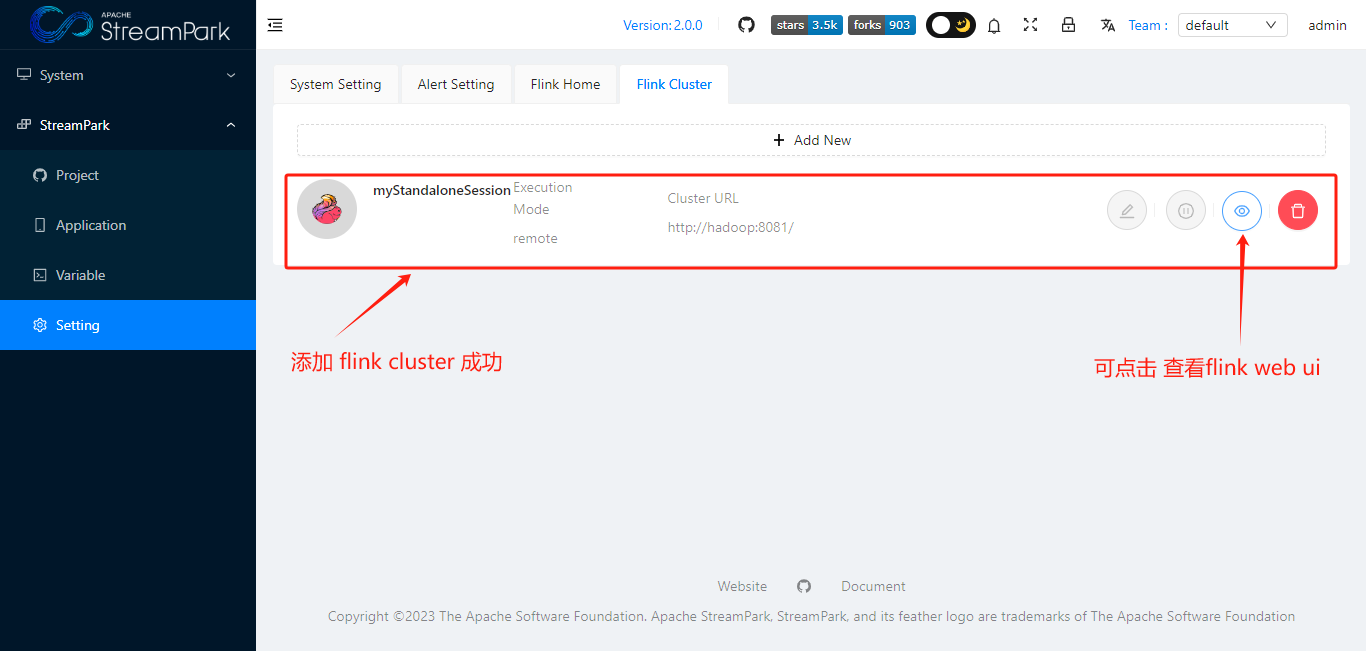 APACHE
StreamPark
Version:2.0.0
stars 3.5k
forks 903
Team :
default
admin
System
StreamPark
Project
Application
Variable
Setting
System Setting
Alert Setting
Flink Home
Flink Cluster
+ Add New
myStandaloneSession
Execution
Mode
remote
Cluster URL
http://hadoop:8081/
添加 flink cluster 成功
可点击 查看flink web ui
Website
Document
Copyright ©2023 The Apache Software Foundation. Apache StreamPark, StreamPark, and its feather logo are trademarks of The Apache Software Foundation